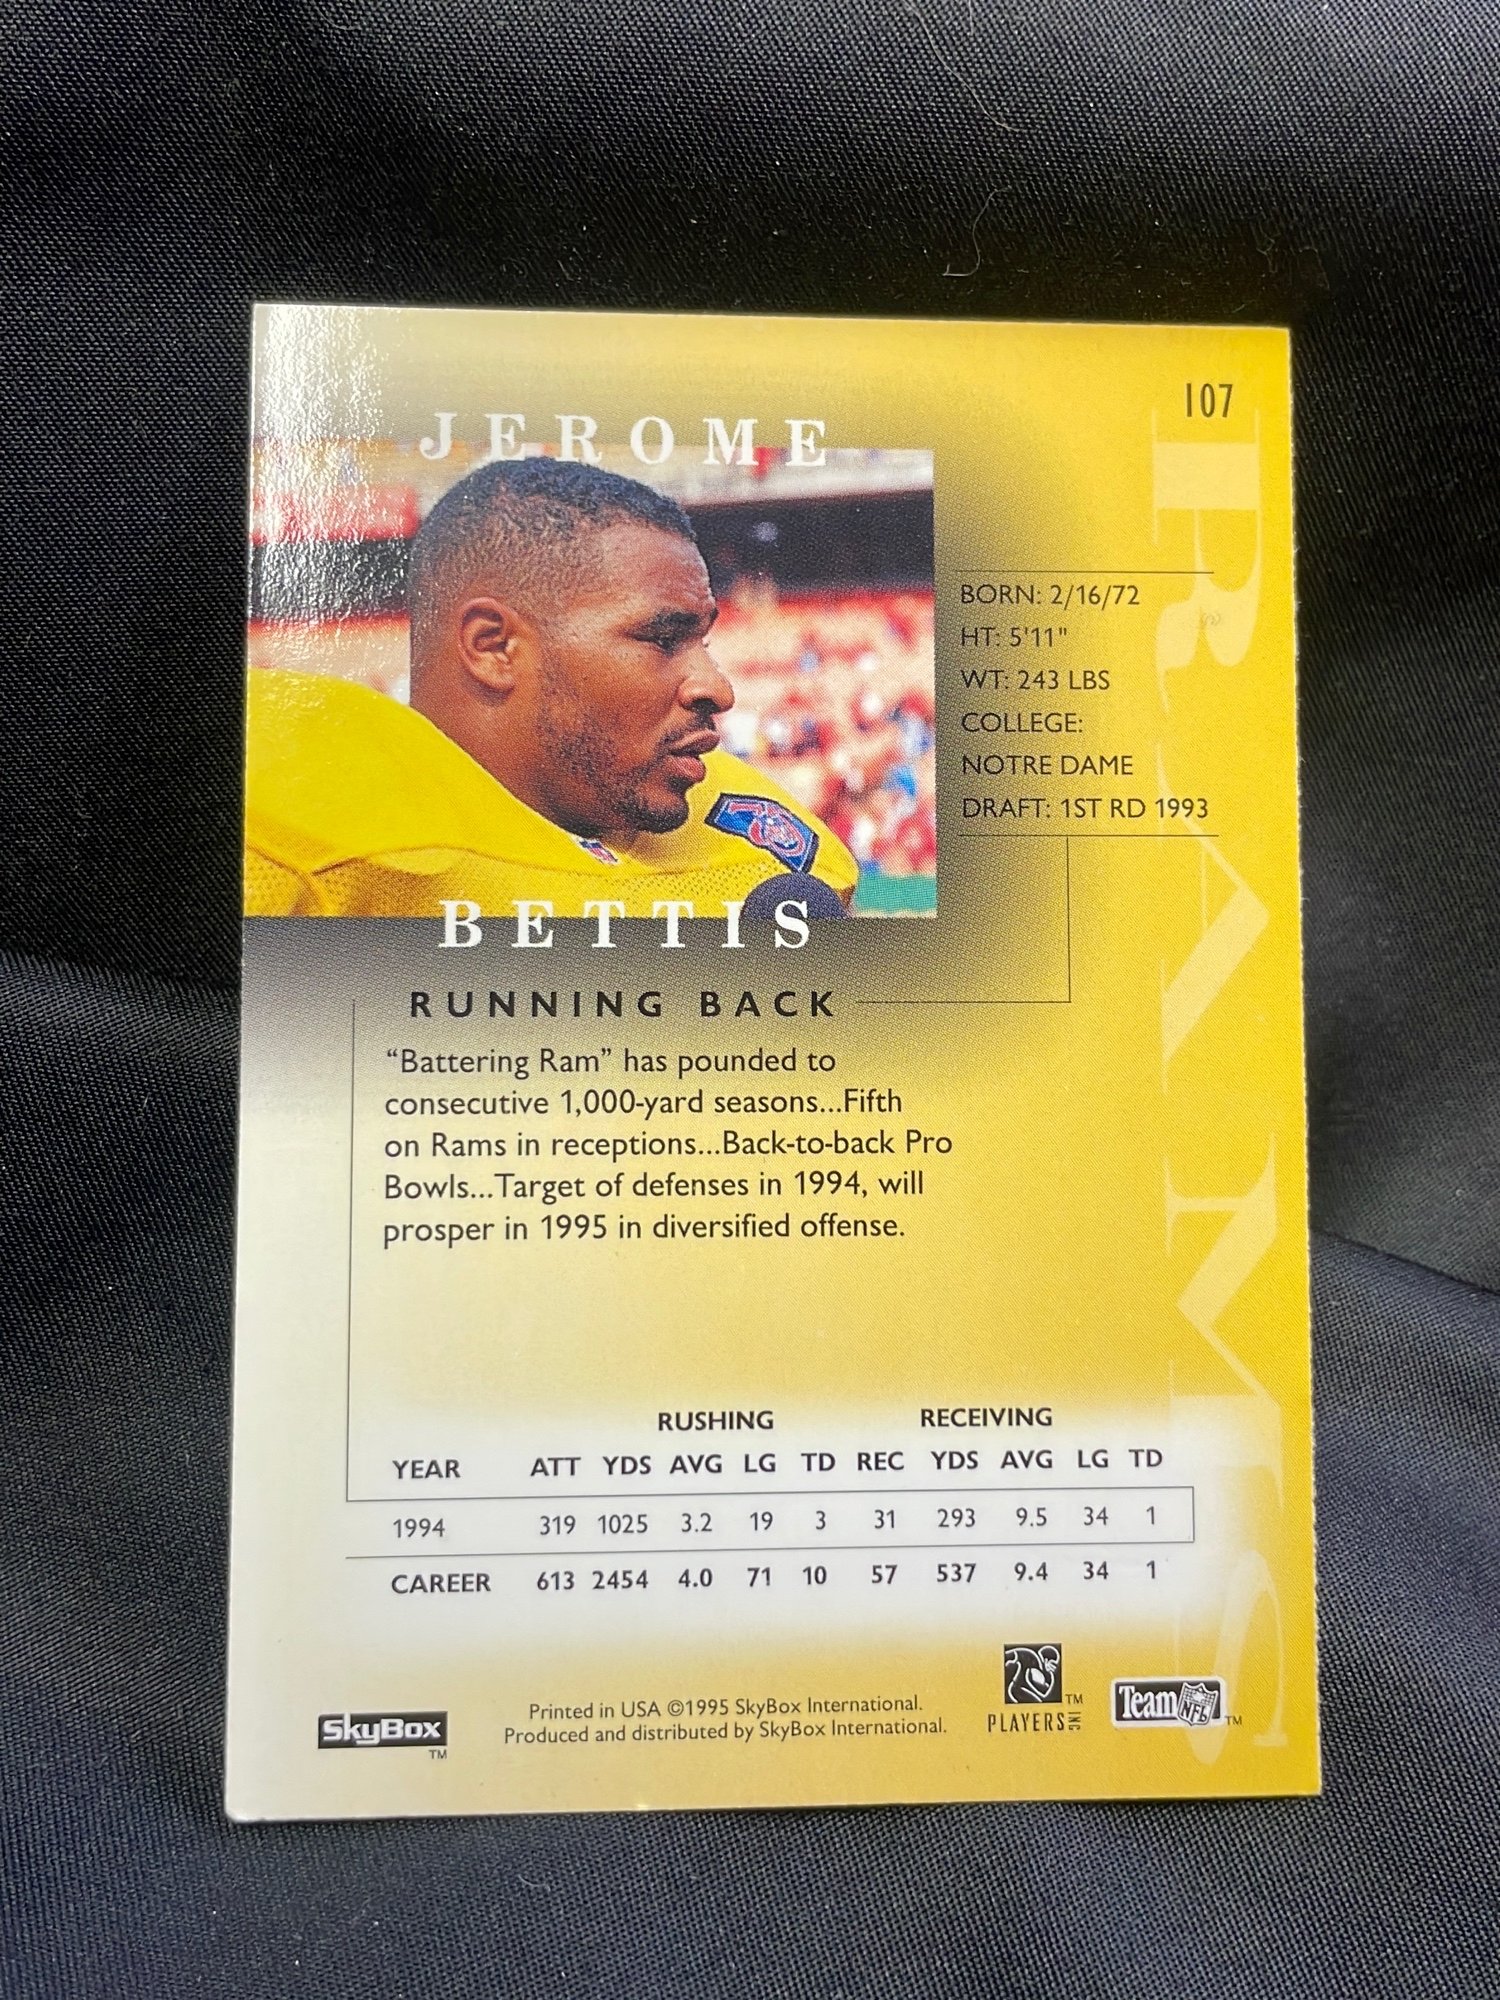 107
JEROME
BORN: 2/16/72
HT: 5'11"
WT: 243 LBS
COLLEGE:
NOTRE DAME
DRAFT: 1ST RD 1993
RAMS
BETTIS
RUNNING BACK
“Battering Ram” has pounded to
consecutive 1,000-yard seasons...Fifth
on Rams in receptions...Back-to-back Pro
Bowls...Target of defenses in 1994, will
prosper in 1995 in diversified offense.
RUSHING RECEIVING
YEAR ATT YDS AVG LG TD REC YDS AVG LG TD
1994 319 1025 3.2 19 3 31 293 9.5 34 1
CAREER 613 2454 4.0 71 10 57 537 9.4 34 1
SkyBox TM
Printed in USA ©1995 SkyBox International.
Produced and distributed by SkyBox International.
PLAYERS INC TM
Team NFL TM